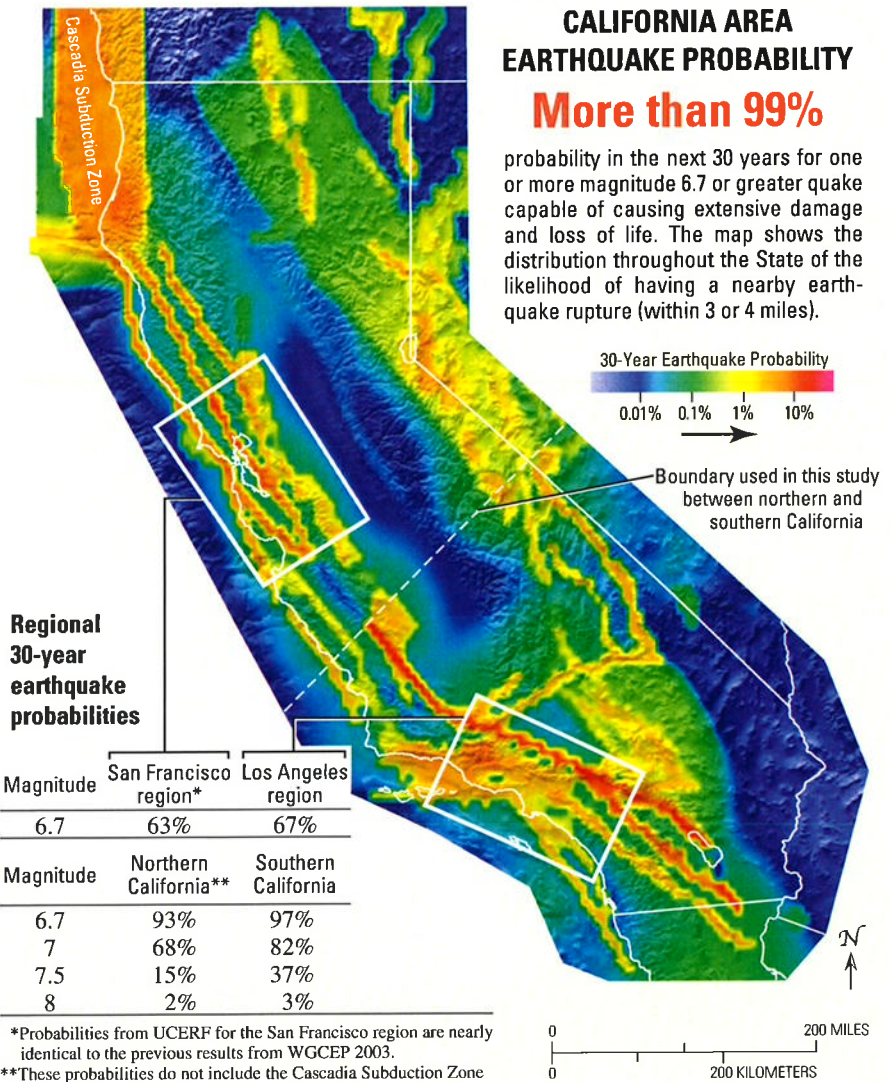 CALIFORNIA AREA
EARTHQUAKE PROBABILITY
More than 99%
probability in the next 30 years for one
or more magnitude 6.7 or greater quake
capable of causing extensive damage
and loss of life. The map shows the
distribution throughout the State of the
likelihood of having a nearby earth-
quake rupture (within 3 or 4 miles).
Cascadia Subduction Zone
30-Year Earthquake Probability
0.01% 0.1% 1% 10%
Boundary used in this study
between northern and
southern California
Regional
30-year
earthquake
probabilities
Magnitude San Francisco region* Los Angeles region
6.7 63% 67%
Magnitude Northern California** Southern California
6.7 93% 97%
7 68% 82%
7.5 15% 37%
8 2% 3%
*Probabilities from UCERF for the San Francisco region are nearly
identical to the previous results from WGCEP 2003.
**These probabilities do not include the Cascadia Subduction Zone
N
0 200 MILES
0 200 KILOMETERS